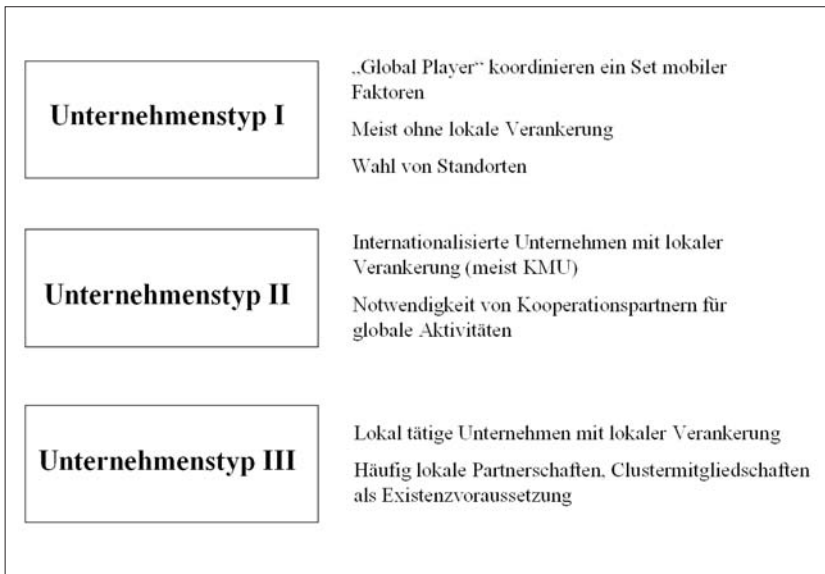 Unternehmenstyp I
„Global Player“ koordinieren ein Set mobiler
Faktoren
Meist ohne lokale Verankerung
Wahl von Standorten
Unternehmenstyp II
Internationalisierte Unternehmen mit lokaler
Verankerung (meist KMU)
Notwendigkeit von Kooperationspartnern für
globale Aktivitäten
Unternehmenstyp III
Lokal tätige Unternehmen mit lokaler Verankerung
Häufig lokale Partnerschaften, Clustermitgliedschaften
als Existenzvoraussetzung